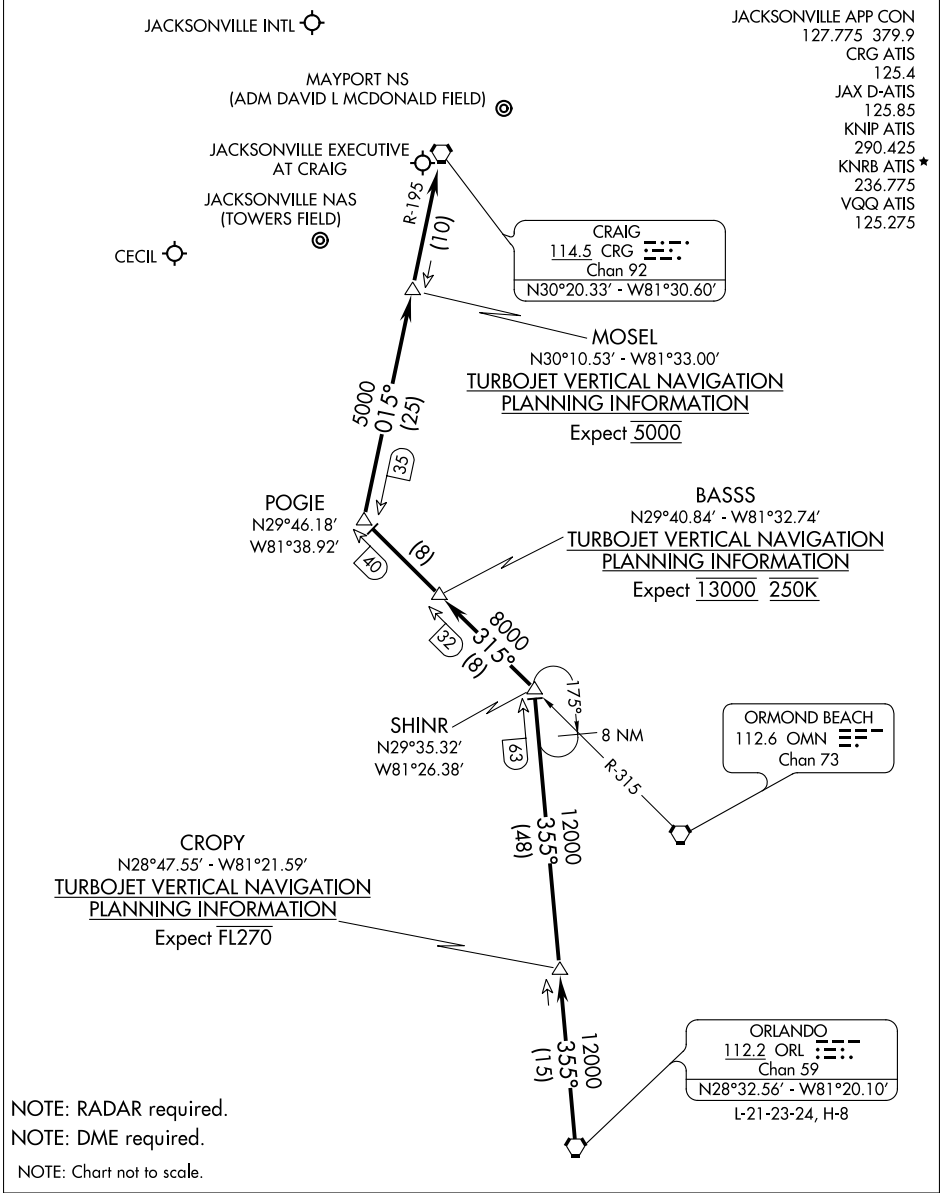 JACKSONVILLE INTL
JACKSONVILLE APP CON
127.775 379.9
CRG ATIS
125.4
JAX D-ATIS
125.85
KNIP ATIS
290.425
KNRB ATIS ★
236.775
VQQ ATIS
125.275
MAYPORT NS
(ADM DAVID L MCDONALD FIELD)
JACKSONVILLE EXECUTIVE
AT CRAIG
JACKSONVILLE NAS
(TOWERS FIELD)
CECIL
R-195
(10)
CRAIG
114.5 CRG
Chan 92
N30°20.33' - W81°30.60'
MOSEL
N30°10.53' - W81°33.00'
TURBOJET VERTICAL NAVIGATION
PLANNING INFORMATION
Expect 5000
5000
015°
(25)
35
POGIE
N29°46.18'
W81°38.92'
40
(8)
BASSS
N29°40.84' - W81°32.74'
TURBOJET VERTICAL NAVIGATION
PLANNING INFORMATION
Expect 13000 250K
32
8000
315°
(8)
SHINR
N29°35.32'
W81°26.38'
63
175°
8 NM
R-315
ORMOND BEACH
112.6 OMN
Chan 73
12000
355°
(48)
CROPY
N28°47.55' - W81°21.59'
TURBOJET VERTICAL NAVIGATION
PLANNING INFORMATION
Expect FL270
12000
355°
(15)
ORLANDO
112.2 ORL
Chan 59
N28°32.56' - W81°20.10'
L-21-23-24, H-8
NOTE: RADAR required.
NOTE: DME required.
NOTE: Chart not to scale.